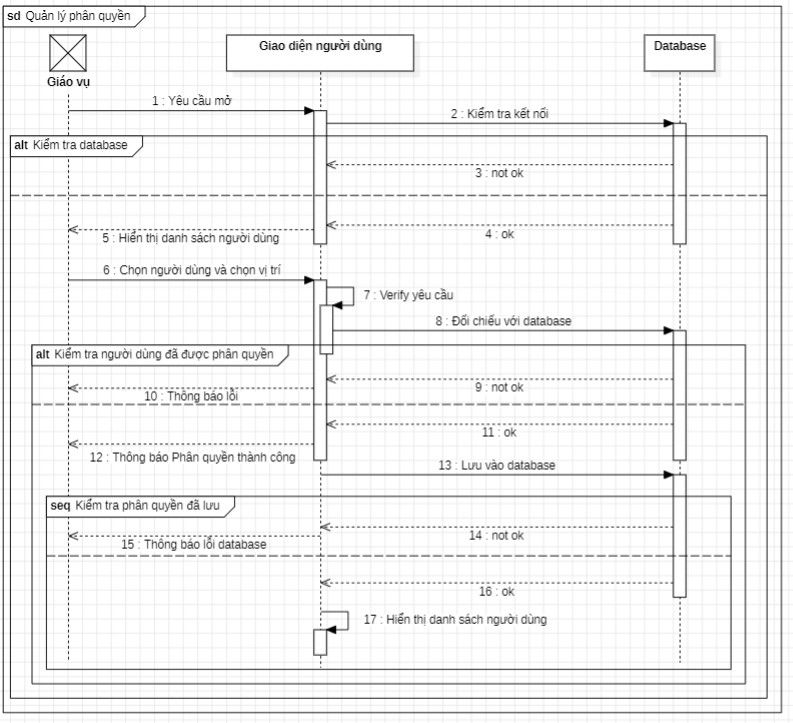 sd Quản lý phân quyền
Giao diện người dùng
Database
Giáo vụ
1 : Yêu cầu mở
2 : Kiểm tra kết nối
alt Kiểm tra database
3 : not ok
4 : ok
5 : Hiển thị danh sách người dùng
6 : Chọn người dùng và chọn vị trí
7 : Verify yêu cầu
8 : Đối chiếu với database
alt Kiểm tra người dùng đã được phân quyền
9 : not ok
10 : Thông báo lỗi
11 : ok
12 : Thông báo Phân quyền thành công
13 : Lưu vào database
seq Kiểm tra phân quyền đã lưu
14 : not ok
15 : Thông báo lỗi database
16 : ok
17 : Hiển thị danh sách người dùng